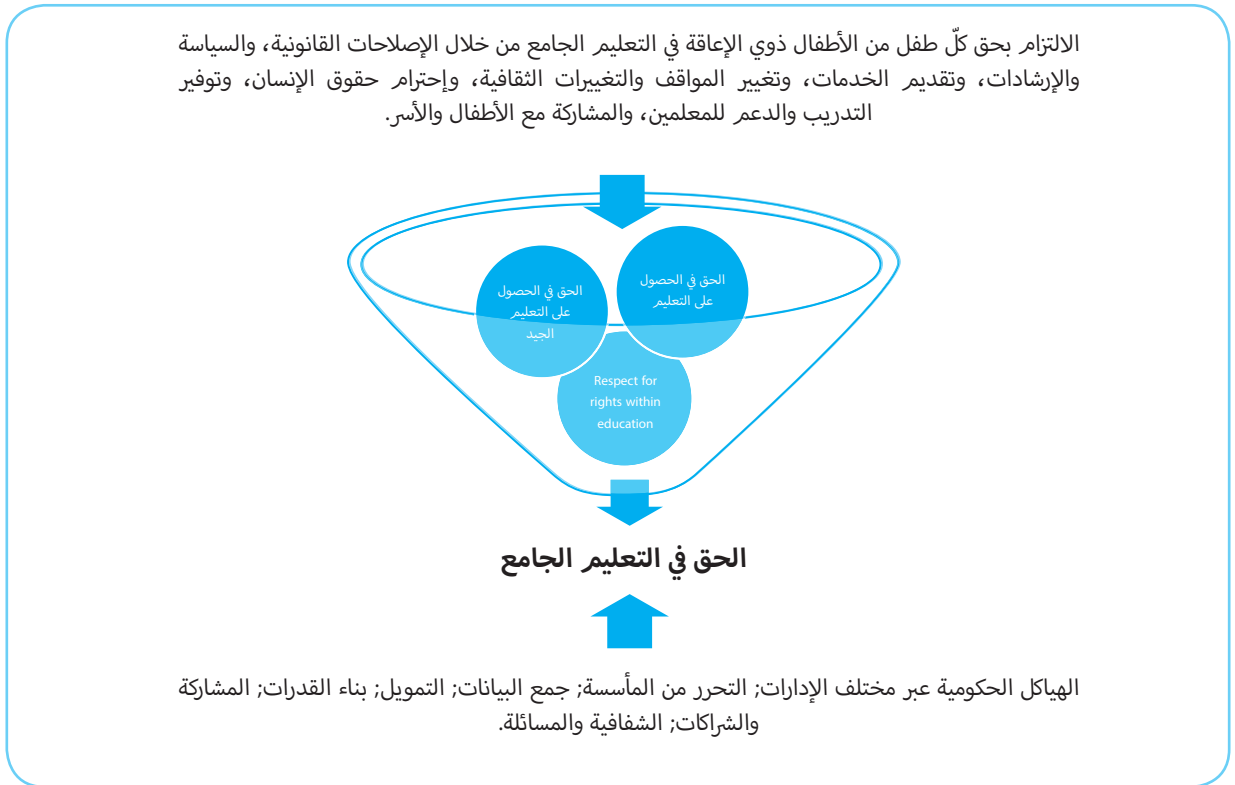 الالتزام بحق كلّ طفل من الأطفال ذوي الإعاقة في التعليم الجامع من خلال الإصلاحات القانونية، والسياسة
والإرشادات، وتقديم الخدمات، وتغيير المواقف والتغييرات الثقافية، وإحترام حقوق الإنسان، وتوفير
التدريب والدعم للمعلمين، والمشاركة مع الأطفال والأسر.
الحق في الحصول
على التعليم
الحق في الحصول
على التعليم
الجيد
Respect for
rights within
education
الحق في التعليم الجامع
الهياكل الحكومية عبر مختلف الإدارات; التحرر من المأسسة; جمع البيانات; التمويل; بناء القدرات; المشاركة
والشراكات; الشفافية والمسائلة.